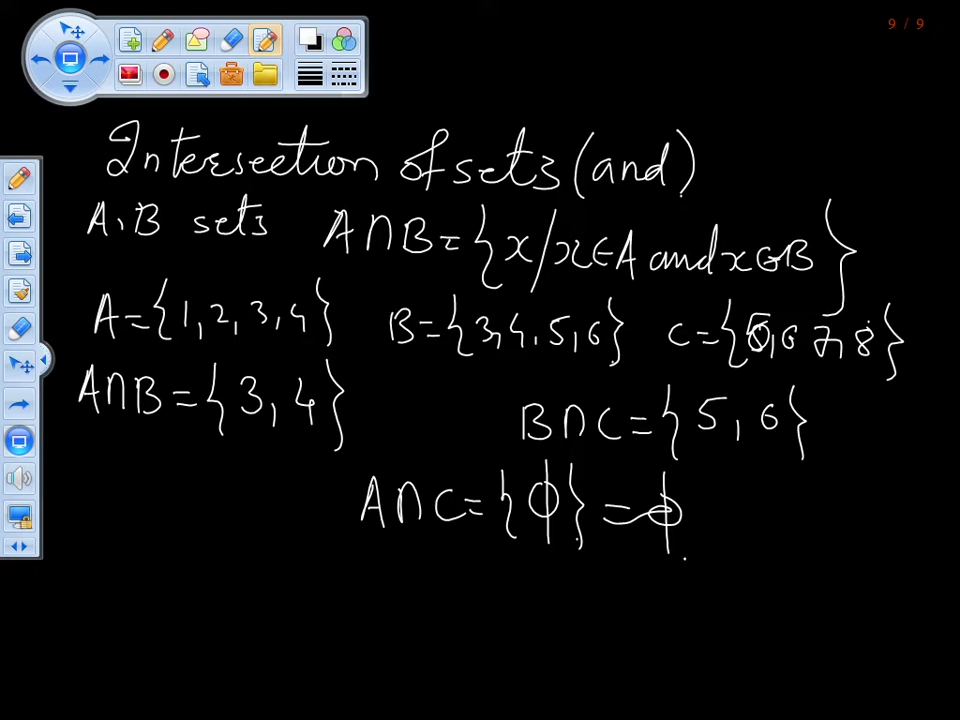 9 / 9
Intersection of sets (and)
A, B sets A∩B = {x/x∈A and x∈B}
A = {1, 2, 3, 4} B = {3, 4, 5, 6} C = {5, 6 7, 8}
A∩B = {3, 4}
B∩C = {5, 6}
A∩C = {ϕ} = ϕ.